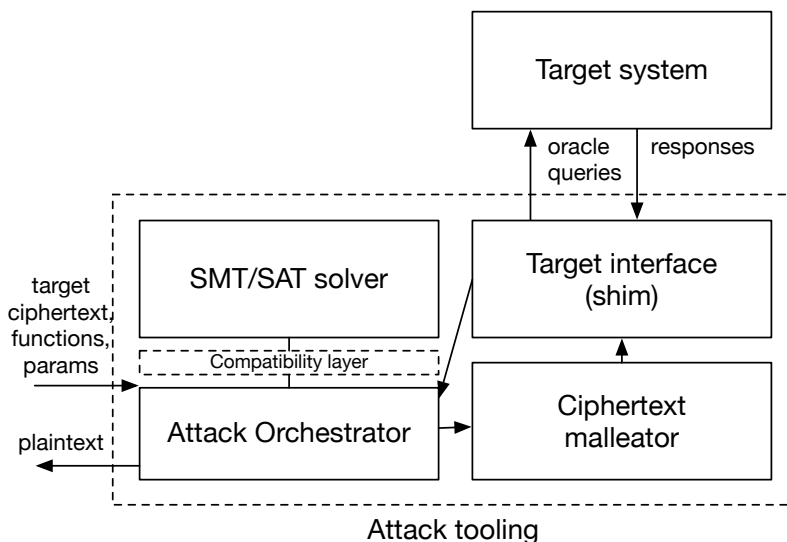 Target system
oracle
queries
responses
SMT/SAT solver
Target interface
(shim)
target
ciphertext,
functions,
params
Compatibility layer
Attack Orchestrator
Ciphertext
malleator
plaintext
Attack tooling